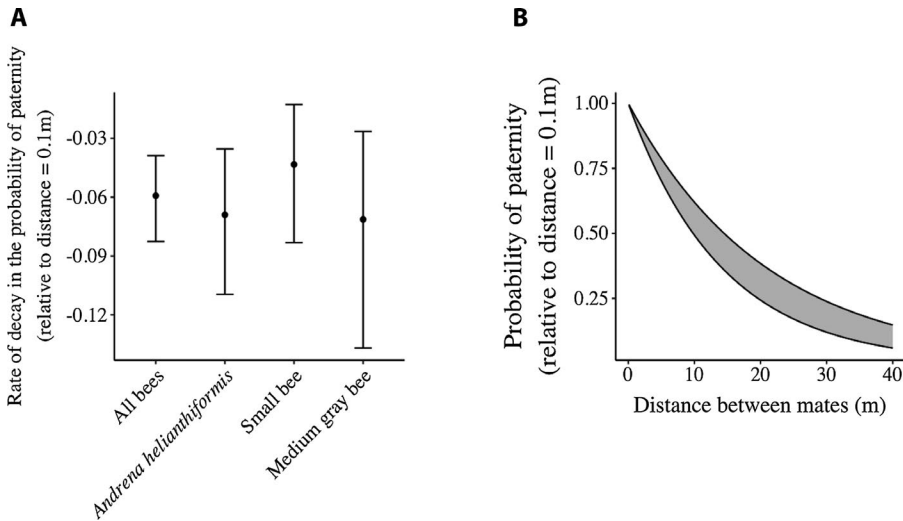 A
Rate of decay in the probability of paternity
(relative to distance = 0.1m)
-0.03
-0.06
-0.09
-0.12
All bees
Andrena helianthiformis
Small bee
Medium gray bee
B
Probability of paternity
(relative to distance = 0.1m)
1.00
0.75
0.50
0.25
0
10
20
30
40
Distance between mates (m)